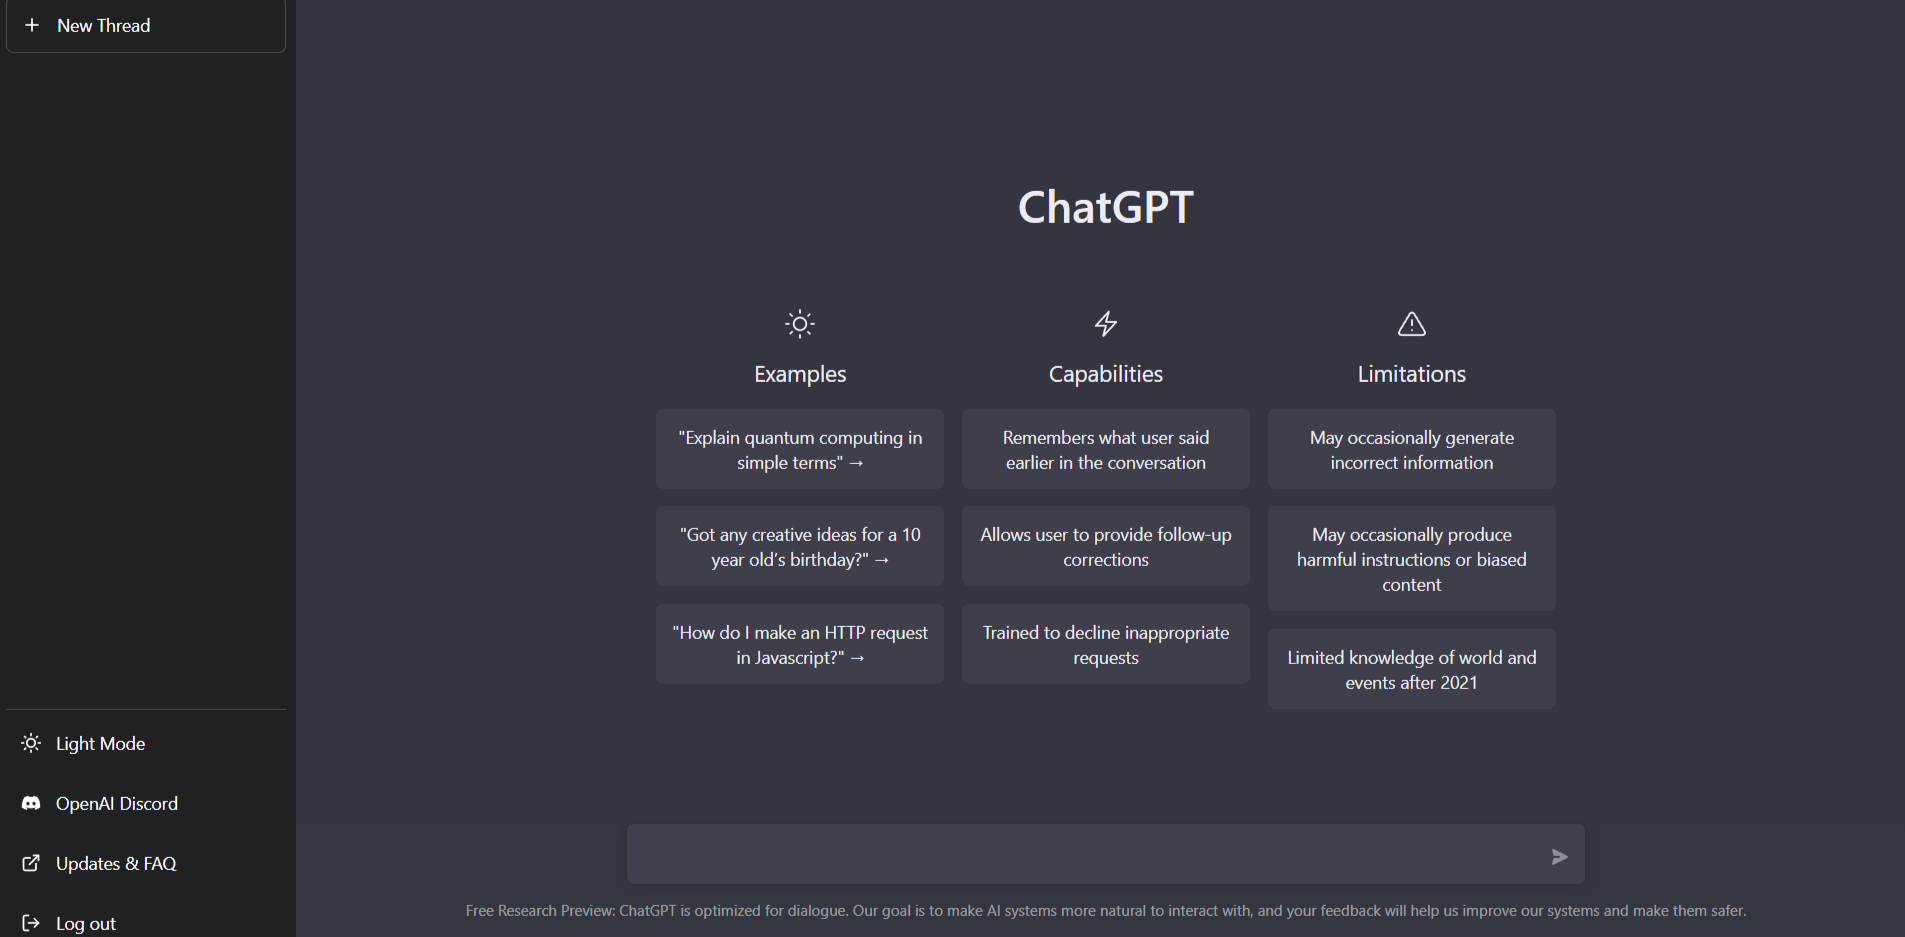 New Thread
Light Mode
OpenAI Discord
Updates & FAQ
Log out
ChatGPT
Examples
"Explain quantum computing in
simple terms" →
"Got any creative ideas for a 10
year old’s birthday?" →
"How do I make an HTTP request
in Javascript?" →
Capabilities
Remembers what user said
earlier in the conversation
Allows user to provide follow-up
corrections
Trained to decline inappropriate
requests
Limitations
May occasionally generate
incorrect information
May occasionally produce
harmful instructions or biased
content
Limited knowledge of world and
events after 2021
Free Research Preview: ChatGPT is optimized for dialogue. Our goal is to make AI systems more natural to interact with, and your feedback will help us improve our systems and make them safer.